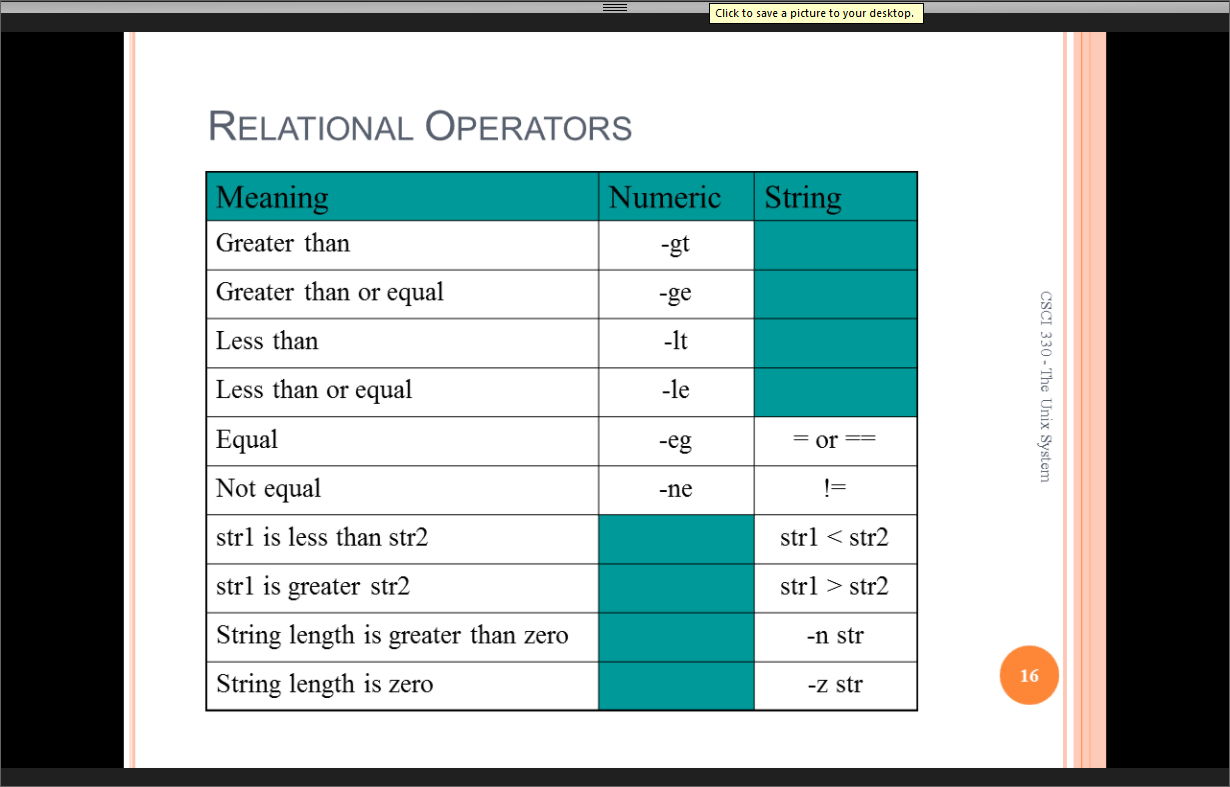 Click to save a picture to your desktop.
RELATIONAL OPERATORS
Meaning Numeric String
Greater than -gt
Greater than or equal -ge
Less than -lt
Less than or equal -le
Equal -eg = or ==
Not equal -ne !=
str1 is less than str2 str1 < str2
str1 is greater str2 str1 > str2
String length is greater than zero -n str
String length is zero -z str
CSCI 330 - The Unix System
16